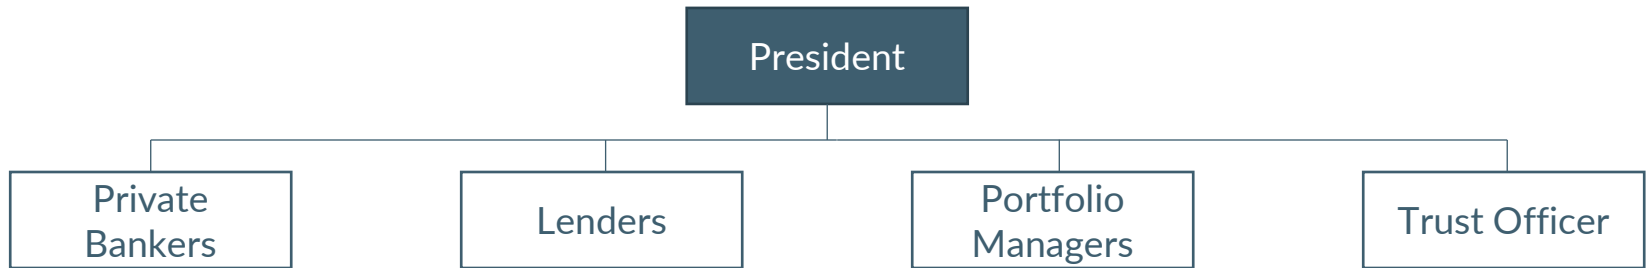 President
Private
Bankers
Lenders
Portfolio
Managers
Trust Officer